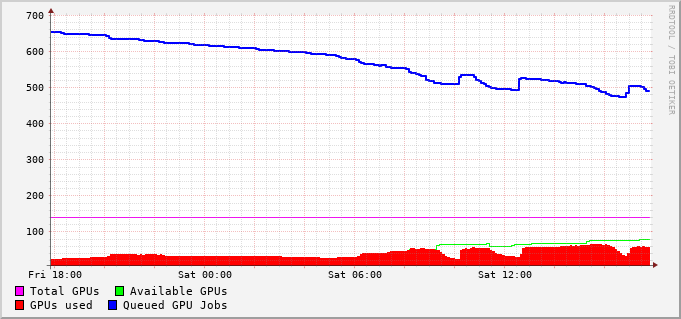 700
600
500
400
300
200
100
Fri 18:00 Sat 00:00 Sat 06:00 Sat 12:00
Total GPUs Available GPUs
GPUs used Queued GPU Jobs
RRDTOOL / TOBI OETIKER